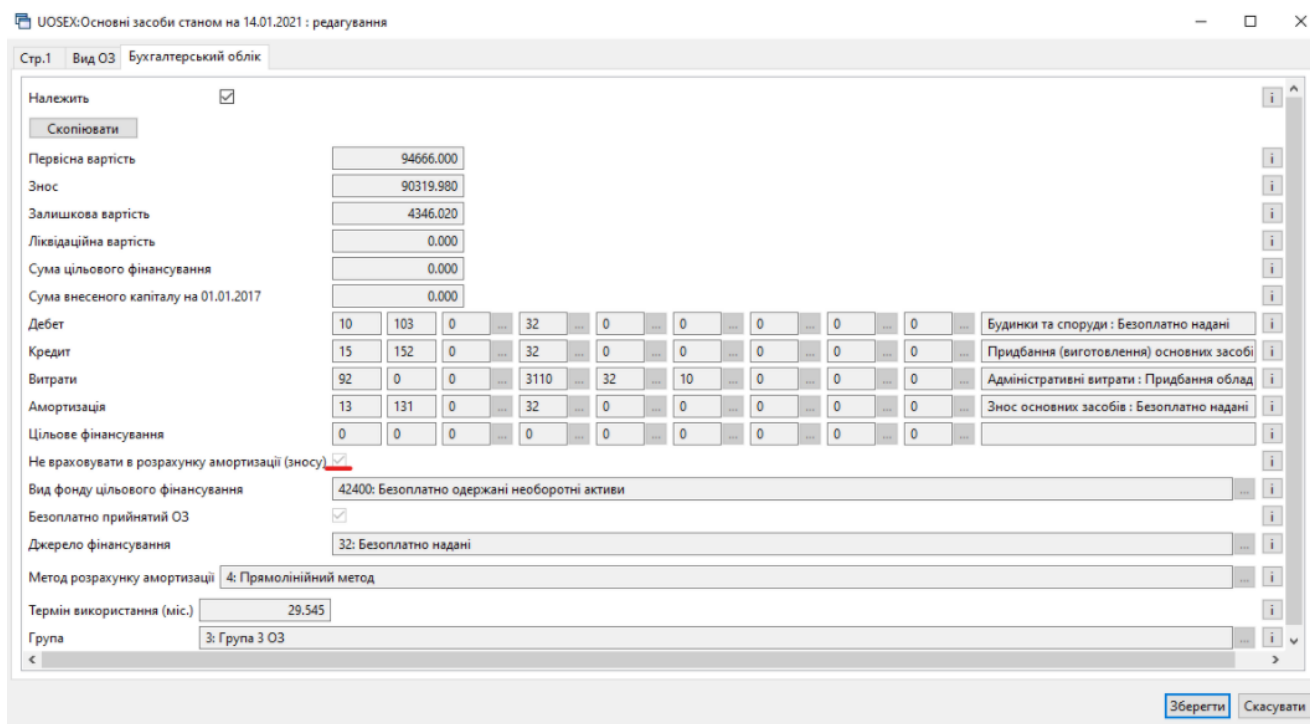 UOSEX:Основні засоби станом на 14.01.2021 : редагування
Стр.1 Вид ОЗ Бухгалтерський облік
Належить
Скопіювати
Первісна вартість 94666.000
Знос 90319.980
Залишкова вартість 4346.020
Ліквідаційна вартість 0.000
Сума цільового фінансування 0.000
Сума внесеного капіталу на 01.01.2017 0.000
Дебет 10 103 0 ... 32 ... 0 ... 0 ... 0 ... 0 ... 0 ... Будинки та споруди : Безоплатно надані i
Кредит 15 152 0 ... 32 ... 0 ... 0 ... 0 ... 0 ... 0 ... Придбання (виготовлення) основних засобі i
Витрати 92 0 0 ... 3110 ... 32 ... 10 ... 0 ... 0 ... 0 ... Адміністративні витрати : Придбання облад i
Амортизація 13 131 0 ... 32 ... 0 ... 0 ... 0 ... 0 ... 0 ... Знос основних засобів : Безоплатно надані i
Цільове фінансування 0 0 0 ... 0 ... 0 ... 0 ... 0 ... 0 ... 0 ... i
Не враховувати в розрахунку амортизації (зносу) i
Вид фонду цільового фінансування 42400: Безоплатно одержані необоротні активи ... i
Безоплатно прийнятий ОЗ i
Джерело фінансування 32: Безоплатно надані ... i
Метод розрахунку амортизації 4: Прямолінійний метод ... i
Термін використання (міс.) 29.545 i
Група 3: Група 3 ОЗ ... i
Зберегти Скасувати